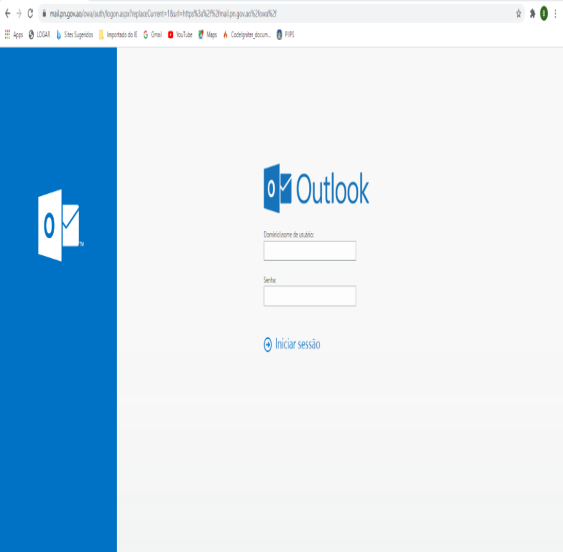 mail.pn.gov.ao/owa/auth/logon.aspx?replaceCurrent=1&url=https%3a%2f%2fmail.pn.gov.ao%2fowa%2f
Apps LOGAR Sites Sugeridos Importado do IE Gmail YouTube Maps CodeIgniter_docum... PIPS
Outlook
Domínio\nome de usuário:
Senha:
Iniciar sessão